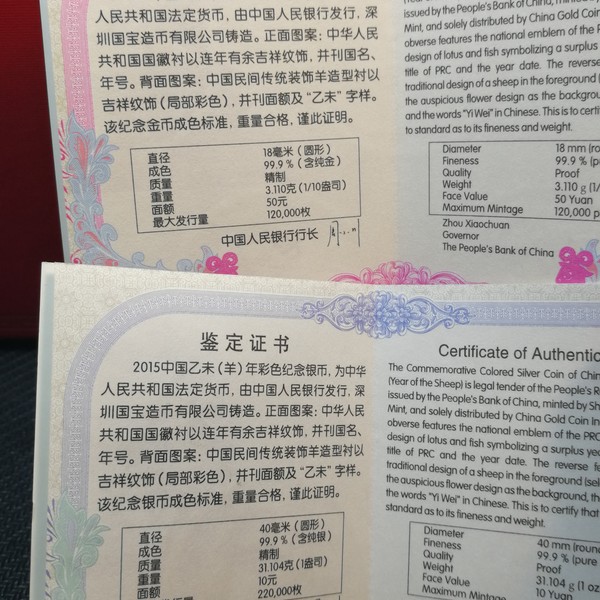 人民共和国法定货币，由中国人民银行发行，深
圳国宝造币有限公司铸造。正面图案：中华人民
共和国国徽衬以连年有余吉祥纹饰，并刊国名、
年号。背面图案：中国民间传统装饰羊造型衬以
吉祥纹饰（局部彩色），并刊面额及“乙未”字样。
该纪念金币成色标准，重量合格，谨此证明。
直径 18毫米（圆形）
成色 99.9%（含纯金）
质量 精制
重量 3.110克（1/10盎司）
面额 50元
最大发行量 120,000枚
中国人民银行行长
issued by the People's Bank of China,
Mint, and solely distributed by China Gold Coin
obverse features the national emblem of the
design of lotus and fish symbolizing a surplus
title of PRC and the year date. The reverse
traditional design of a sheep in the foreground
the auspicious flower design as the
and the words "Yi Wei" in Chinese. This is to
to standard as to its fineness and weight.
Diameter 18 mm
Fineness 99.9%
Quality Proof
Weight 3.110 g
Face Value 50 Yuan
Maximum Mintage 120,000
Zhou Xiaochuan
Governor
The People's Bank of China
鉴定证书
2015中国乙未（羊）年彩色纪念银币，为中华
人民共和国法定货币，由中国人民银行发行，深
圳国宝造币有限公司铸造。正面图案：中华人民
共和国国徽衬以连年有余吉祥纹饰，并刊国名、
年号。背面图案：中国民间传统装饰羊造型衬以
吉祥纹饰（局部彩色），并刊面额及“乙未”字样。
该纪念银币成色标准，重量合格，谨此证明。
直径 40毫米（圆形）
成色 99.9%（含纯银）
质量 精制
重量 31.104克（1盎司）
面额 10元
220,000枚
Certificate of
The Commemorative Colored Silver Coin of
(Year of the Sheep) is legal tender of the People's
issued by the People's Bank of China, minted by
Mint, and solely distributed by China Gold Coin
obverse features the national emblem of the PRC
design of lotus and fish symbolizing a surplus
title of PRC and the year date. The reverse
traditional design of a sheep in the foreground
the auspicious flower design as the background,
the words "Yi Wei" in Chinese. This is to certify that
standard as to its fineness and weight.
Diameter 40 mm
Fineness 99.9% (pure
Quality Proof
Weight 31.104 g (1
Face Value 10 Yuan
Maximum Mintage